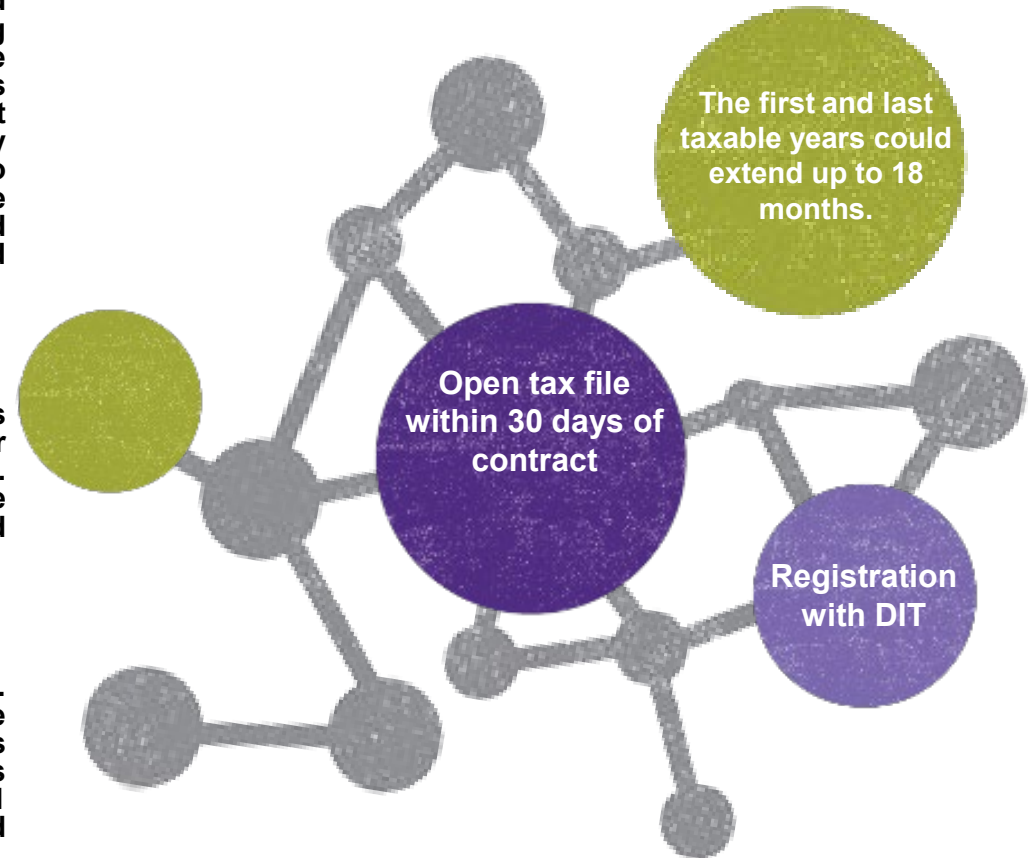 The first and last
taxable years could
extend up to 18
months.
Open tax file
within 30 days of
contract
Registration
with DIT